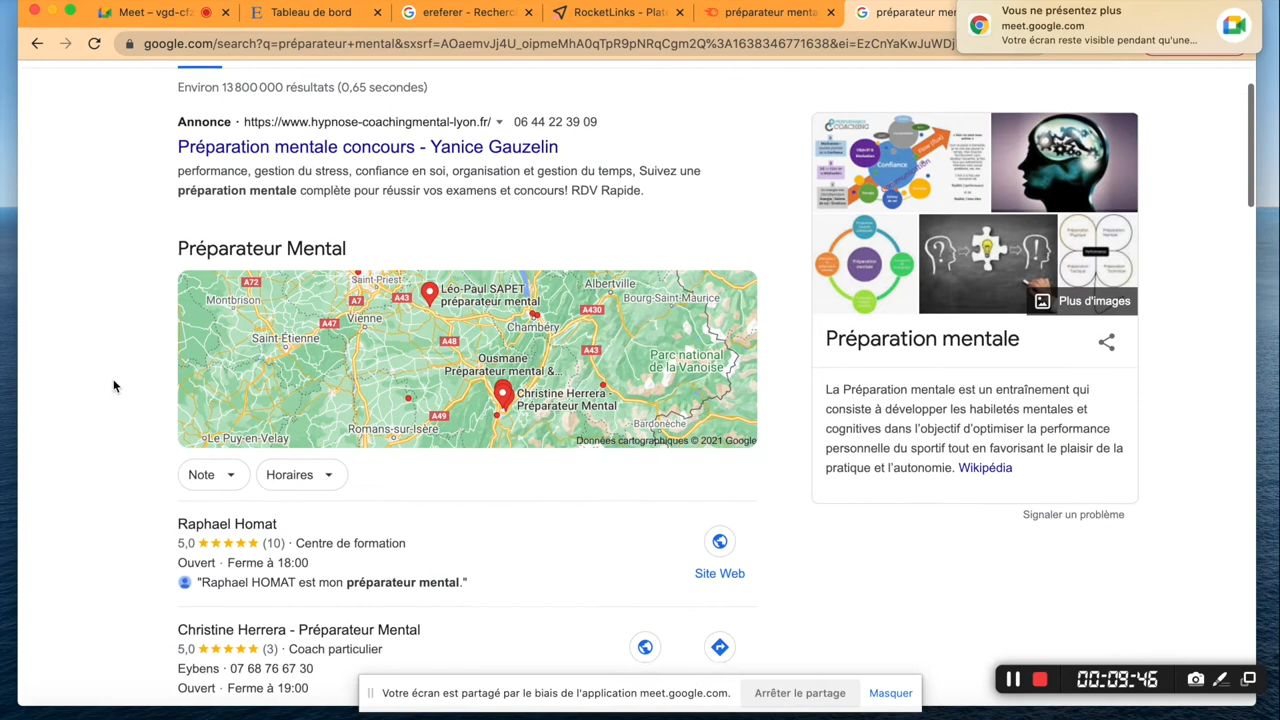 Meet – vgd-cfz
Tableau de bord
ereferer - Recherc
RocketLinks - Plate
préparateur menta
préparateur me
Vous ne présentez plus
meet.google.com
Votre écran reste visible pendant qu'une...
google.com/search?q=préparateur+mental&sxsrf=AOaemvJj4U_oipmeMhA0qTpR9pNRqCgm2Q%3A1638346771638&ei=EzCnYaKwJuWDj
Environ 13 800 000 résultats (0,65 secondes)
Annonce · https://www.hypnose-coachingmental-lyon.fr/ 06 44 22 39 09
Préparation mentale concours - Yanice Gauzelin
performance, gestion du stress, confiance en soi, organisation et gestion du temps, Suivez une
préparation mentale complète pour réussir vos examens et concours! RDV Rapide.
Préparateur Mental
A72
Montbrison
Saint-Priest
A7
A43
Léo-Paul SAPET
préparateur mental
Albertville
Bourg-Saint-Maurice
A430
A47
Vienne
Chambéry
Saint-Étienne
A48
A43
Parc national
de la Vanoise
Ousmane
Préparateur mental &...
Christine Herrera -
Préparateur Mental
A49
Bardonèche
Le Puy-en-Velay
Romans-sur-Isère
Données cartographiques © 2021 Google
Note
Horaires
Raphael Homat
5,0 ★★★★★ (10) · Centre de formation
Ouvert · Ferme à 18:00
"Raphael HOMAT est mon préparateur mental."
Site Web
Christine Herrera - Préparateur Mental
5,0 ★★★★★ (3) · Coach particulier
Eybens · 07 68 76 67 30
Ouvert · Ferme à 19:00
COACHING
Confiance
Plus d'images
Préparation mentale
La Préparation mentale est un entraînement qui
consiste à développer les habiletés mentales et
cognitives dans l'objectif d'optimiser la performance
personnelle du sportif tout en favorisant le plaisir de la
pratique et l'autonomie. Wikipédia
Signaler un problème
Votre écran est partagé par le biais de l'application meet.google.com.
Arrêter le partage
Masquer
00:09:46